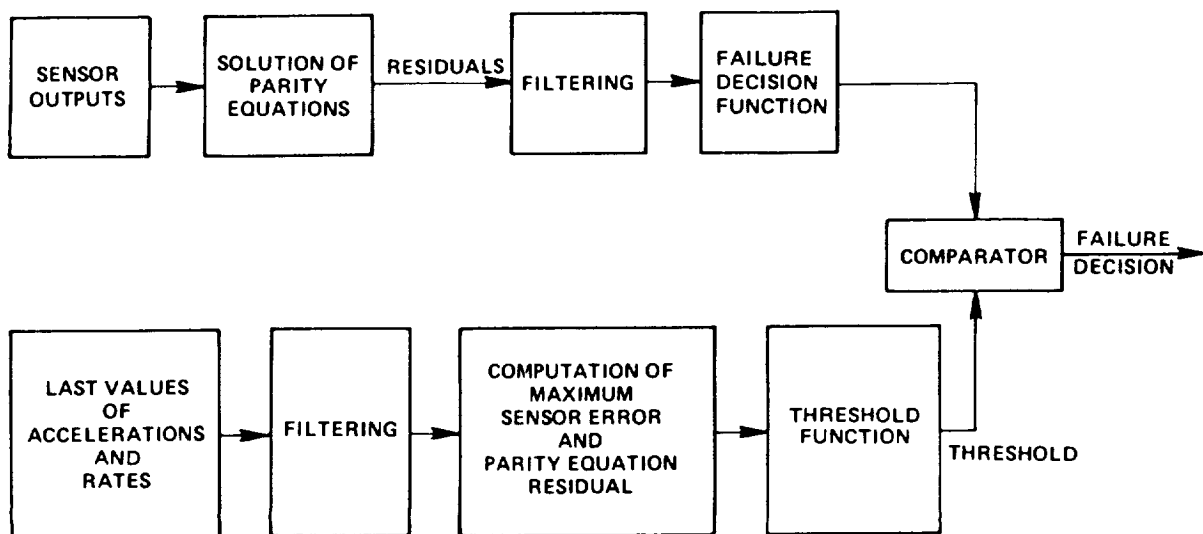 SENSOR
OUTPUTS
SOLUTION OF
PARITY
EQUATIONS
RESIDUALS
FILTERING
FAILURE
DECISION
FUNCTION
COMPARATOR
FAILURE
DECISION
LAST VALUES
OF
ACCELERATIONS
AND
RATES
FILTERING
COMPUTATION OF
MAXIMUM
SENSOR ERROR
AND
PARITY EQUATION
RESIDUAL
THRESHOLD
FUNCTION
THRESHOLD